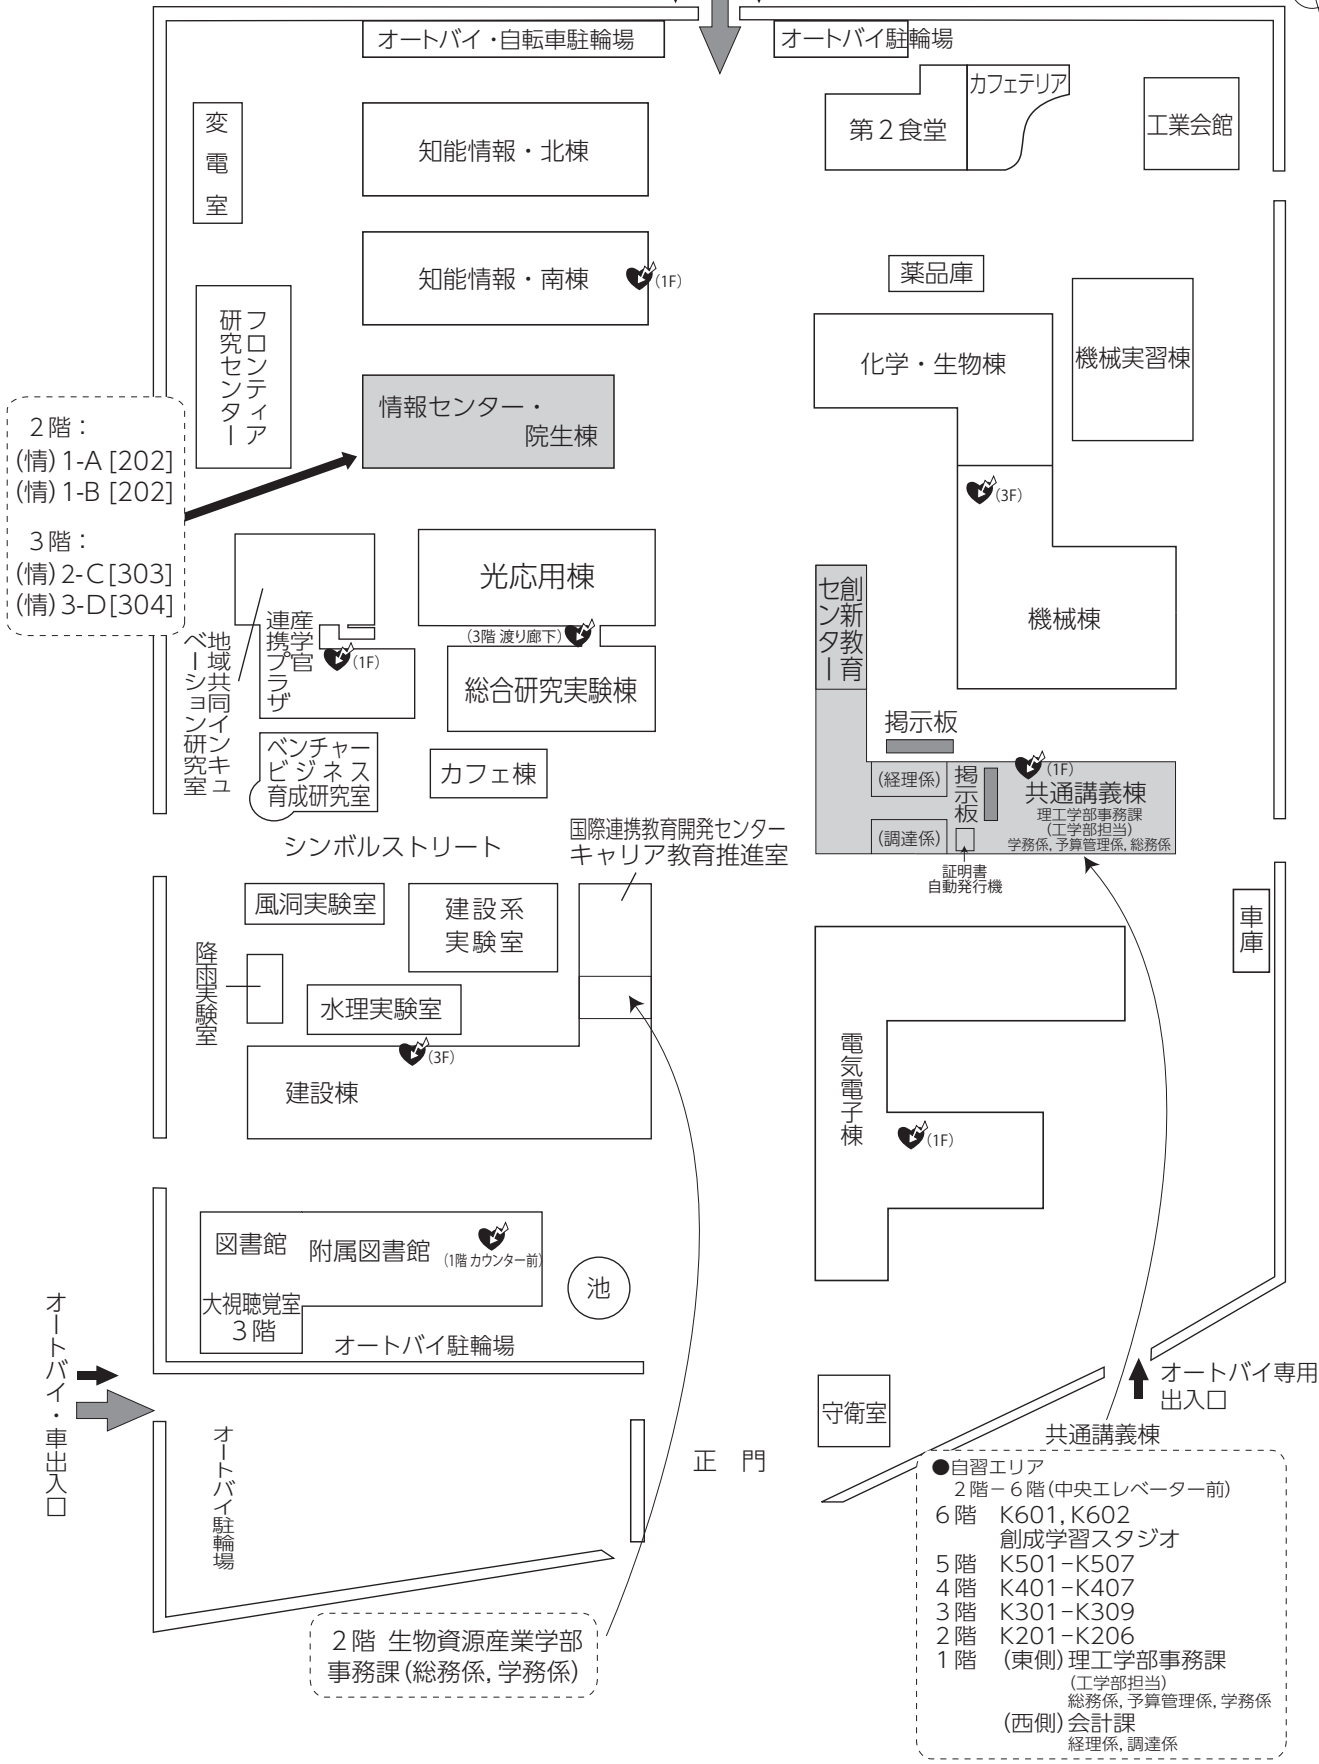 オートバイ・自転車駐輪場
オートバイ駐輪場
カフェテリア
第２食堂
工業会館
変電室
知能情報・北棟
知能情報・南棟
(1F)
薬品庫
フロンティア
研究センター
化学・生物棟
機械実習棟
情報センター・
院生棟
２階：
(情)1-A [202]
(情)1-B [202]
３階：
(情)2-C[303]
(情)3-D[304]
(3F)
光応用棟
創新教育
センター
機械棟
(3階 渡り廊下)
産学官
連携プラザ
(1F)
地域共同インキュ
ベーション研究室
総合研究実験棟
掲示板
ベンチャー
ビジネス
育成研究室
カフェ棟
(経理係)
掲示板
(1F)
共通講義棟
理工学部事務課
(工学部担当)
学務係, 予算管理係, 総務係
(調達係)
証明書
自動発行機
シンボルストリート
国際連携教育開発センター
キャリア教育推進室
風洞実験室
建設系
実験室
車庫
降雨実験室
水理実験室
(3F)
建設棟
電気電子棟
(1F)
図書館
附属図書館
(1階 カウンター前)
池
大視聴覚室
３階
オートバイ駐輪場
オートバイ・車出入口
オートバイ駐輪場
守衛室
オートバイ専用
出入口
正 門
共通講義棟
●自習エリア
２階－６階(中央エレベーター前)
６階 K601, K602
創成学習スタジオ
５階 K501-K507
４階 K401-K407
３階 K301-K309
２階 K201-K206
１階 (東側)理工学部事務課
(工学部担当)
総務係, 予算管理係, 学務係
(西側)会計課
経理係, 調達係
２階 生物資源産業学部
事務課(総務係, 学務係)